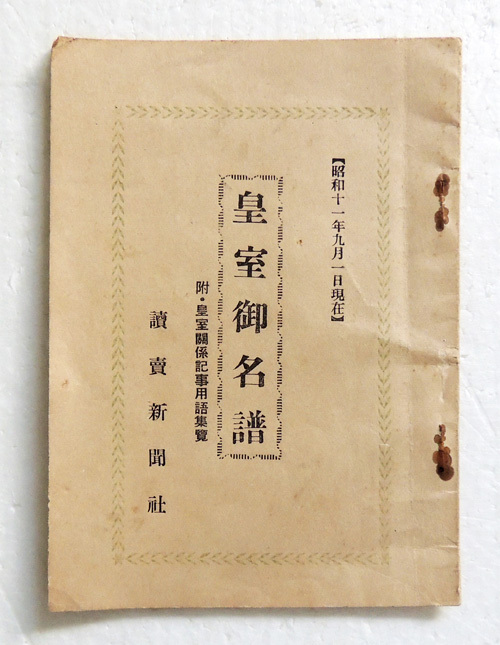 【昭和十一年九月一日現在】
皇室御名譜
附・皇室關係記事用語集覽
讀賣新聞社